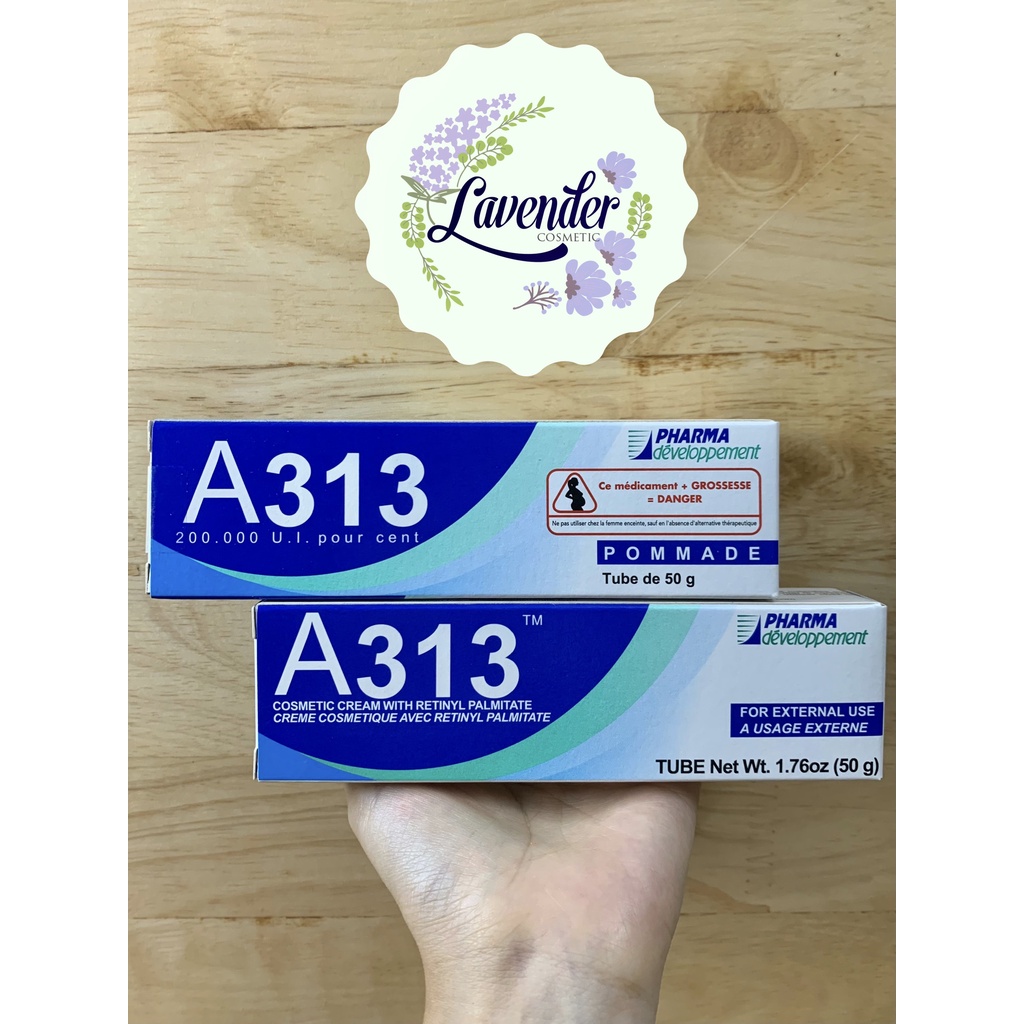 Lavender
COSMETIC
A313
200.000 U.I. pour cent
PHARMA
développement
Ce médicament + GROSSESSE
= DANGER
Ne pas utiliser chez la femme enceinte, sauf en l'absence d'alternative thérapeutique
POMMADE
Tube de 50 g
A313™
COSMETIC CREAM WITH RETINYL PALMITATE
CREME COSMETIQUE AVEC RETINYL PALMITATE
PHARMA
développement
FOR EXTERNAL USE
A USAGE EXTERNE
TUBE Net Wt. 1.76oz (50 g)